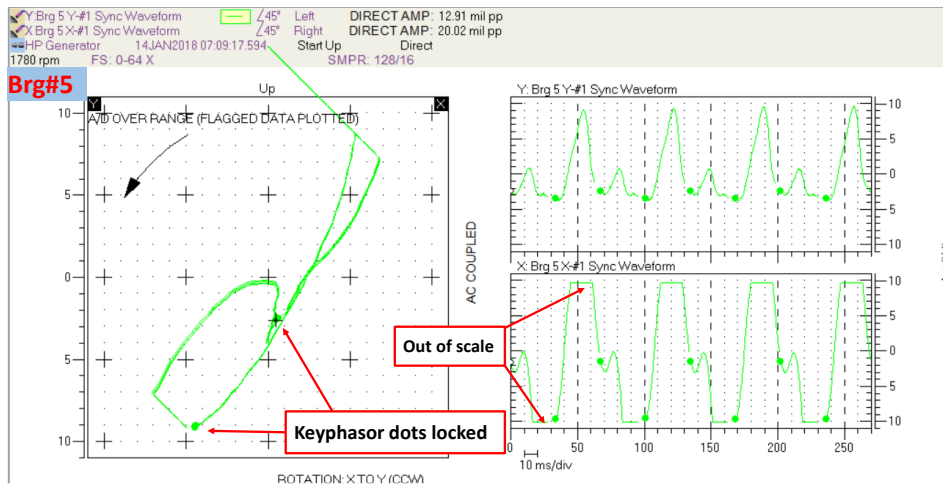 Y:Brg 5 Y-#1 Sync Waveform ∠45° Left DIRECT AMP: 12.91 mil pp
X Brg 5 X-#1 Sync Waveform ∠45° Right DIRECT AMP: 20.02 mil pp
HP Generator 14JAN2018 07:09:17.594 Start Up Direct
1780 rpm FS: 0-64 X SMPR: 128/16
Brg#5
Up
Y X
A/D OVER RANGE (FLAGGED DATA PLOTTED)
10
5
0
5
10
ROTATION: X TO Y (CCW)
Keyphasor dots locked
Out of scale
AC COUPLED
Y: Brg 5 Y-#1 Sync Waveform
10
5
0
5
10
X: Brg 5 X-#1 Sync Waveform
10
5
0
5
10
0 50 100 150 200 250
10 ms/div